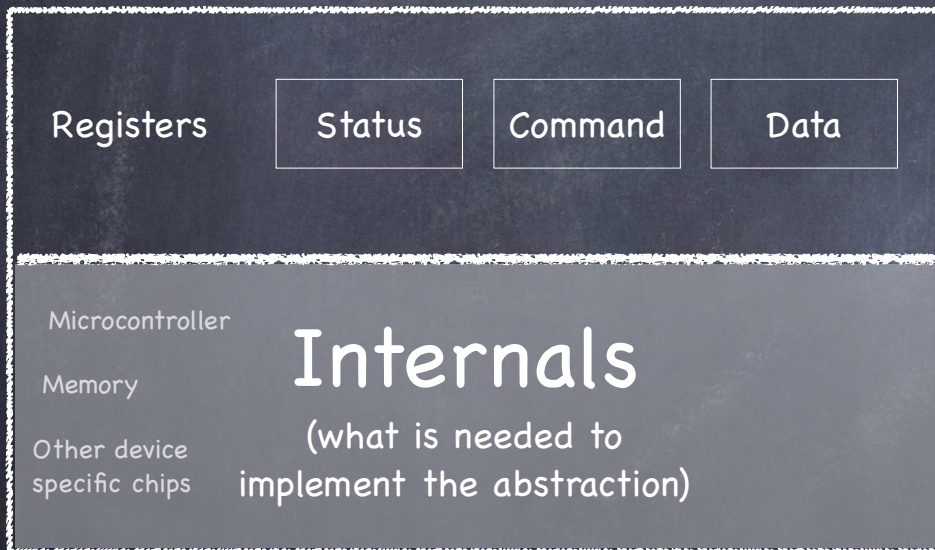 Registers
Status
Command
Data
Microcontroller
Memory
Other device
specific chips
Internals
(what is needed to
implement the abstraction)